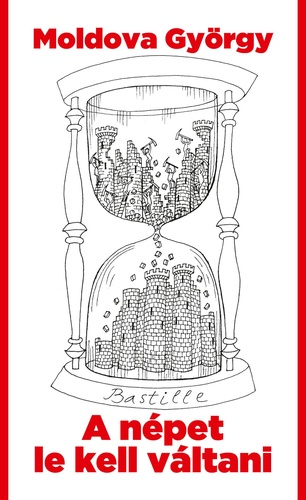 Moldova György
Bastille
A népet
le kell váltani